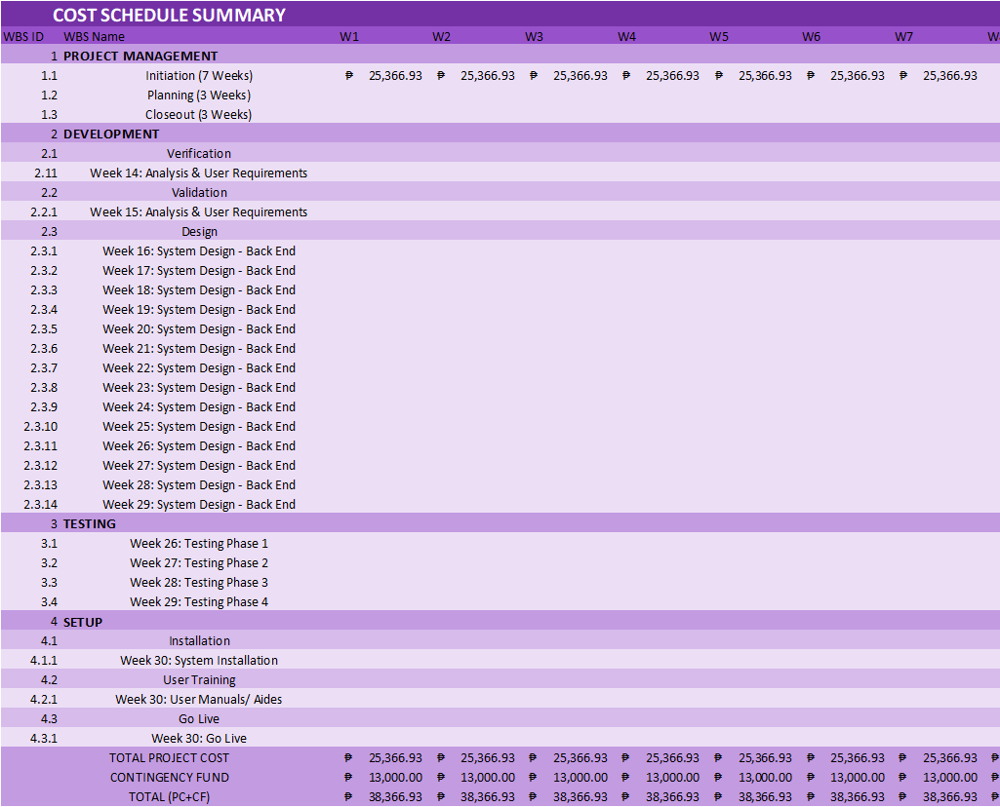 COST SCHEDULE SUMMARY
WBS ID WBS Name W1 W2 W3 W4 W5 W6 W7
1 PROJECT MANAGEMENT
1.1 Initiation (7 Weeks) ₱ 25,366.93 ₱ 25,366.93 ₱ 25,366.93 ₱ 25,366.93 ₱ 25,366.93 ₱ 25,366.93 ₱ 25,366.93
1.2 Planning (3 Weeks)
1.3 Closeout (3 Weeks)
2 DEVELOPMENT
2.1 Verification
2.11 Week 14: Analysis & User Requirements
2.2 Validation
2.2.1 Week 15: Analysis & User Requirements
2.3 Design
2.3.1 Week 16: System Design - Back End
2.3.2 Week 17: System Design - Back End
2.3.3 Week 18: System Design - Back End
2.3.4 Week 19: System Design - Back End
2.3.5 Week 20: System Design - Back End
2.3.6 Week 21: System Design - Back End
2.3.7 Week 22: System Design - Back End
2.3.8 Week 23: System Design - Back End
2.3.9 Week 24: System Design - Back End
2.3.10 Week 25: System Design - Back End
2.3.11 Week 26: System Design - Back End
2.3.12 Week 27: System Design - Back End
2.3.13 Week 28: System Design - Back End
2.3.14 Week 29: System Design - Back End
3 TESTING
3.1 Week 26: Testing Phase 1
3.2 Week 27: Testing Phase 2
3.3 Week 28: Testing Phase 3
3.4 Week 29: Testing Phase 4
4 SETUP
4.1 Installation
4.1.1 Week 30: System Installation
4.2 User Training
4.2.1 Week 30: User Manuals/ Aides
4.3 Go Live
4.3.1 Week 30: Go Live
TOTAL PROJECT COST ₱ 25,366.93 ₱ 25,366.93 ₱ 25,366.93 ₱ 25,366.93 ₱ 25,366.93 ₱ 25,366.93 ₱ 25,366.93 ₱
CONTINGENCY FUND ₱ 13,000.00 ₱ 13,000.00 ₱ 13,000.00 ₱ 13,000.00 ₱ 13,000.00 ₱ 13,000.00 ₱ 13,000.00 ₱
TOTAL (PC+CF) ₱ 38,366.93 ₱ 38,366.93 ₱ 38,366.93 ₱ 38,366.93 ₱ 38,366.93 ₱ 38,366.93 ₱ 38,366.93 ₱